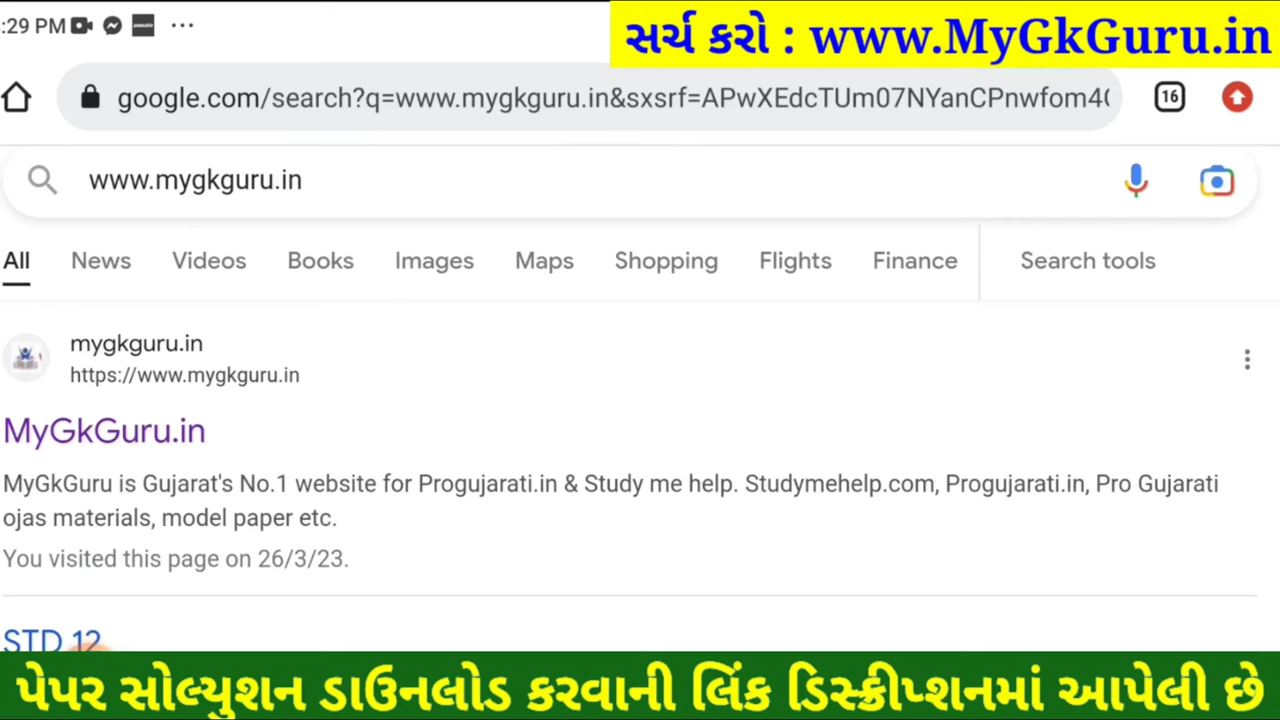 :29 PM
સર્ચ કરો : www.MyGkGuru.in
google.com/search?q=www.mygkguru.in&sxsrf=APwXEdcTUm07NYanCPnwfom4
16
www.mygkguru.in
All News Videos Books Images Maps Shopping Flights Finance Search tools
mygkguru.in
https://www.mygkguru.in
MyGkGuru.in
MyGkGuru is Gujarat's No.1 website for Progujarati.in & Study me help. Studymehelp.com, Progujarati.in, Pro Gujarati
ojas materials, model paper etc.
You visited this page on 26/3/23.
STD 12
પેપર સોલ્યુશન ડાઉનલોડ કરવાની લિંક ડિસ્ક્રીપ્શનમાં આપેલી છે